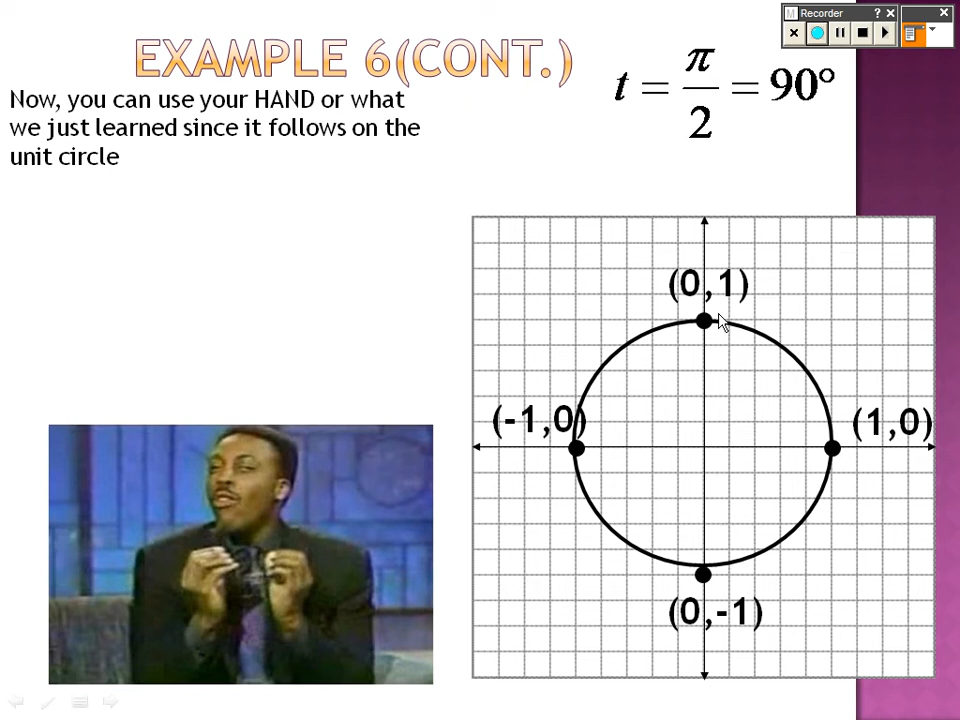 Recorder
EXAMPLE 6(CONT.)
t = π/2 = 90°
Now, you can use your HAND or what
we just learned since it follows on the
unit circle
(0,1)
(-1,0)
(1,0)
(0,-1)